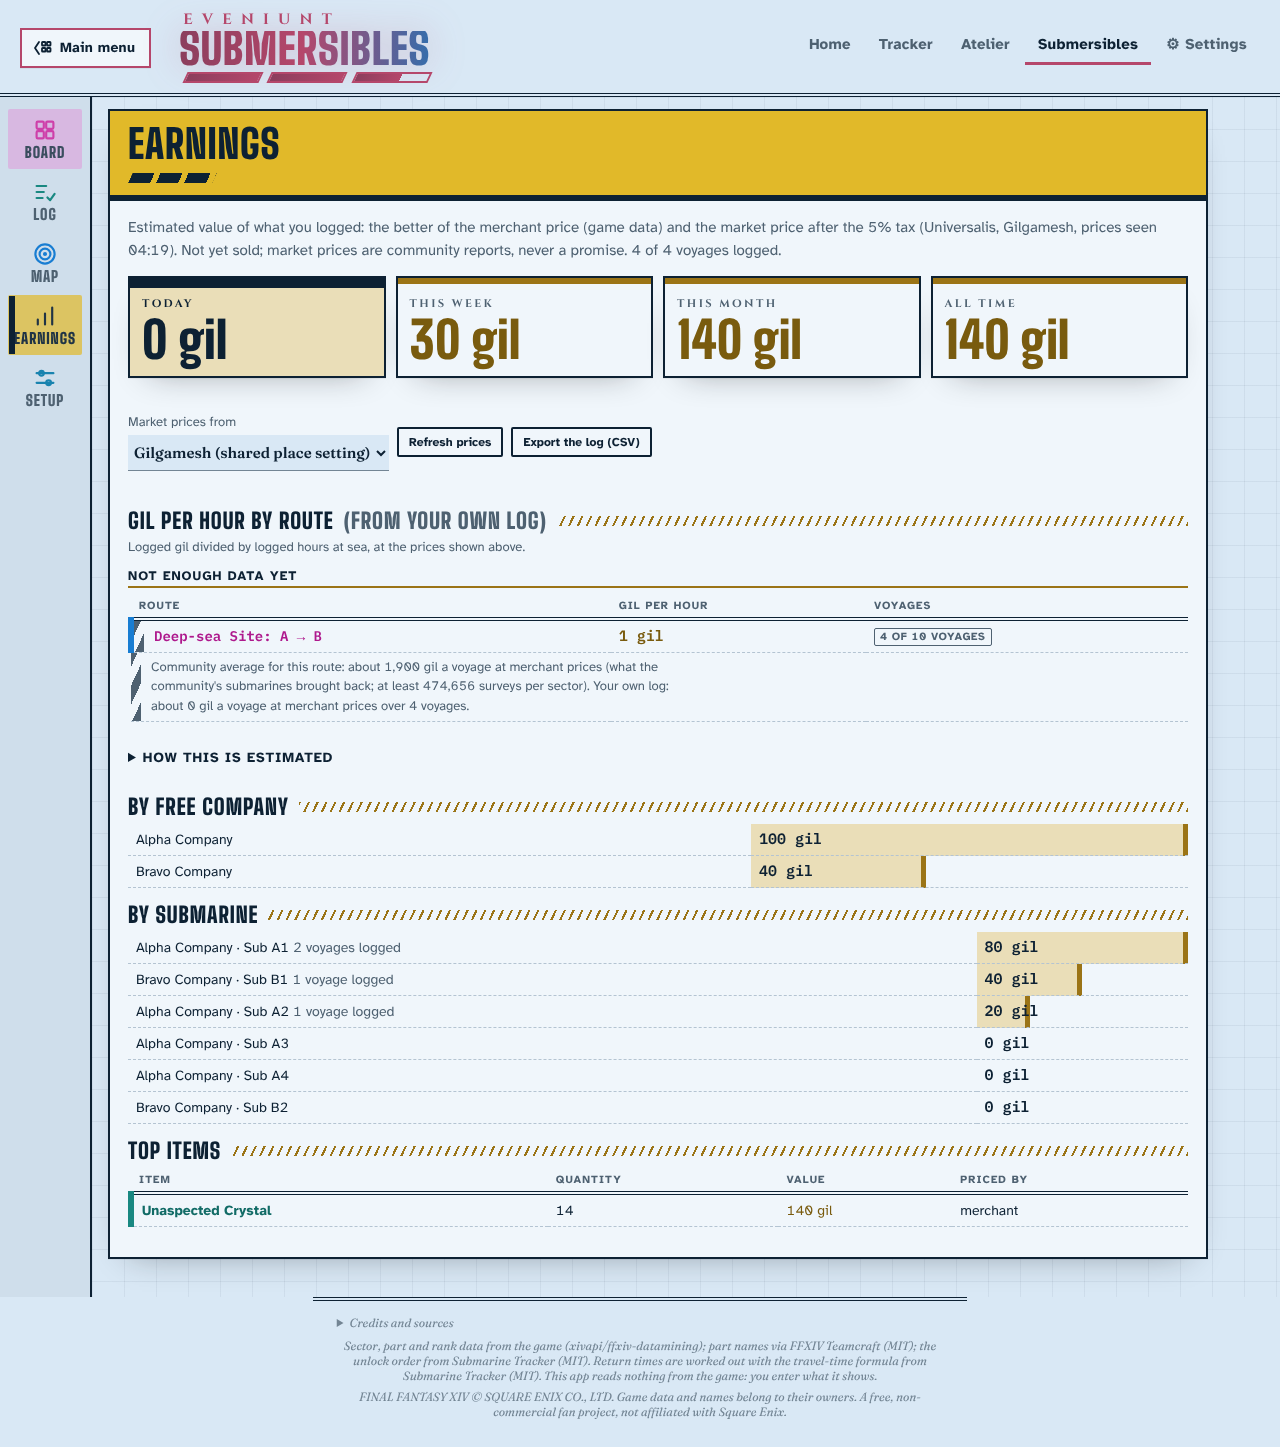 Main menu
EVENIUNT
SUBMERSIBLES
Home
Tracker
Atelier
Submersibles
⚙ Settings
BOARD
LOG
MAP
EARNINGS
SETUP
EARNINGS
Estimated value of what you logged: the better of the merchant price (game data) and the market price after the 5% tax (Universalis, Gilgamesh, prices seen
04:19). Not yet sold; market prices are community reports, never a promise. 4 of 4 voyages logged.
TODAY
0 gil
THIS WEEK
30 gil
THIS MONTH
140 gil
ALL TIME
140 gil
Market prices from
Gilgamesh (shared place setting)
Refresh prices
Export the log (CSV)
GIL PER HOUR BY ROUTE (FROM YOUR OWN LOG)
Logged gil divided by logged hours at sea, at the prices shown above.
NOT ENOUGH DATA YET
ROUTE GIL PER HOUR VOYAGES
Deep-sea Site: A → B 1 gil 4 OF 10 VOYAGES
Community average for this route: about 1,900 gil a voyage at merchant prices (what the
community's submarines brought back; at least 474,656 surveys per sector). Your own log:
about 0 gil a voyage at merchant prices over 4 voyages.
▶ HOW THIS IS ESTIMATED
BY FREE COMPANY
Alpha Company 100 gil
Bravo Company 40 gil
BY SUBMARINE
Alpha Company · Sub A1 2 voyages logged 80 gil
Bravo Company · Sub B1 1 voyage logged 40 gil
Alpha Company · Sub A2 1 voyage logged 20 gil
Alpha Company · Sub A3 0 gil
Alpha Company · Sub A4 0 gil
Bravo Company · Sub B2 0 gil
TOP ITEMS
ITEM QUANTITY VALUE PRICED BY
Unaspected Crystal 14 140 gil merchant
▶ Credits and sources
Sector, part and rank data from the game (xivapi/ffxiv-datamining); part names via FFXIV Teamcraft (MIT); the
unlock order from Submarine Tracker (MIT). Return times are worked out with the travel-time formula from
Submarine Tracker (MIT). This app reads nothing from the game: you enter what it shows.
FINAL FANTASY XIV © SQUARE ENIX CO., LTD. Game data and names belong to their owners. A free, non-
commercial fan project, not affiliated with Square Enix.